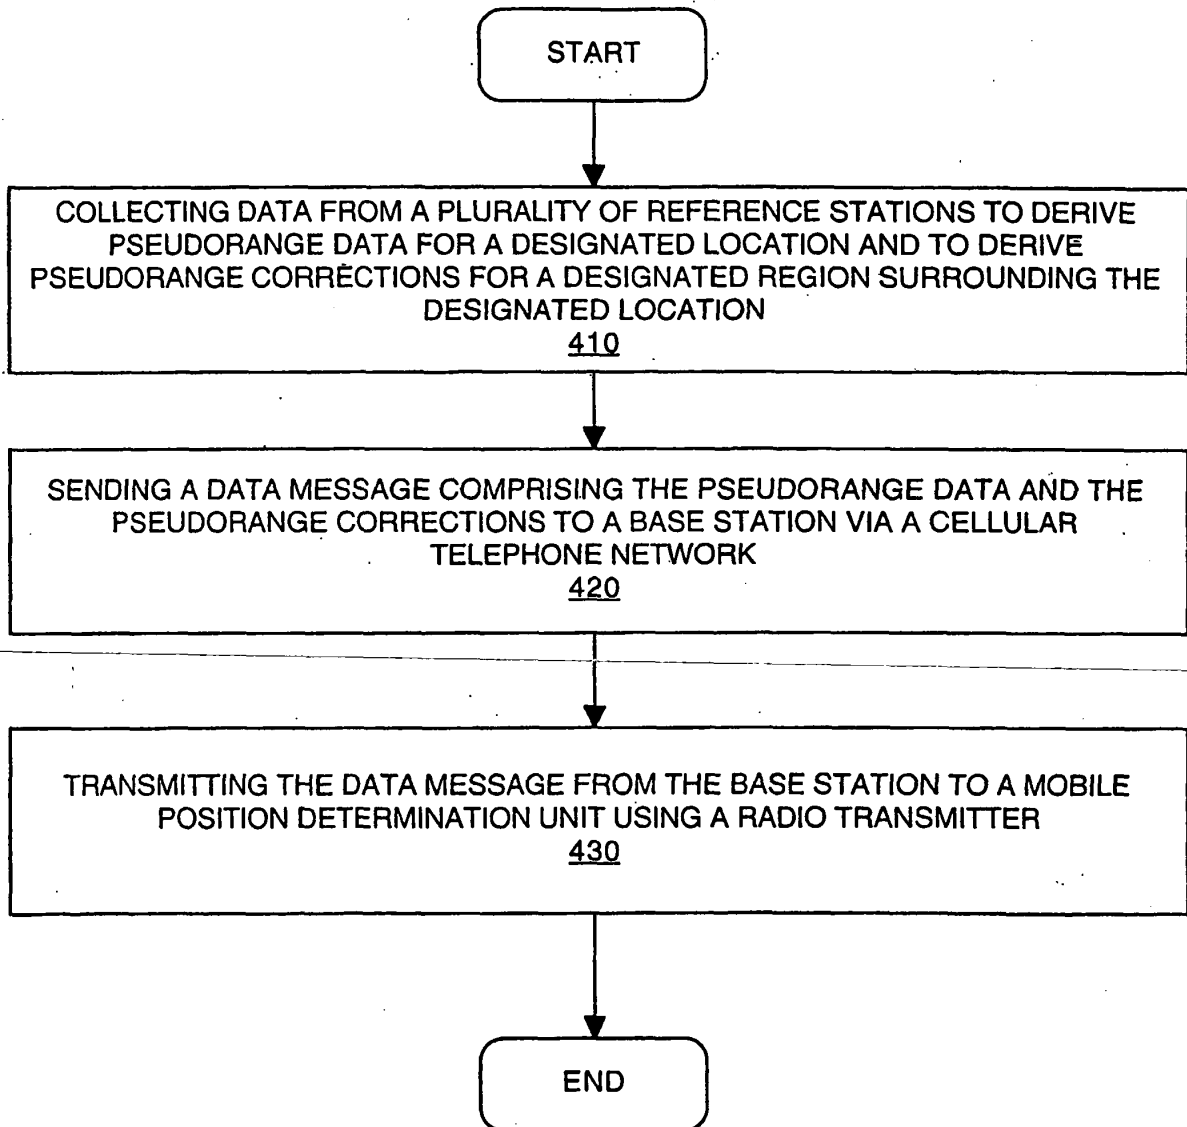 START
COLLECTING DATA FROM A PLURALITY OF REFERENCE STATIONS TO DERIVE
PSEUDORANGE DATA FOR A DESIGNATED LOCATION AND TO DERIVE
PSEUDORANGE CORRECTIONS FOR A DESIGNATED REGION SURROUNDING THE
DESIGNATED LOCATION
410
SENDING A DATA MESSAGE COMPRISING THE PSEUDORANGE DATA AND THE
PSEUDORANGE CORRECTIONS TO A BASE STATION VIA A CELLULAR
TELEPHONE NETWORK
420
TRANSMITTING THE DATA MESSAGE FROM THE BASE STATION TO A MOBILE
POSITION DETERMINATION UNIT USING A RADIO TRANSMITTER
430
END